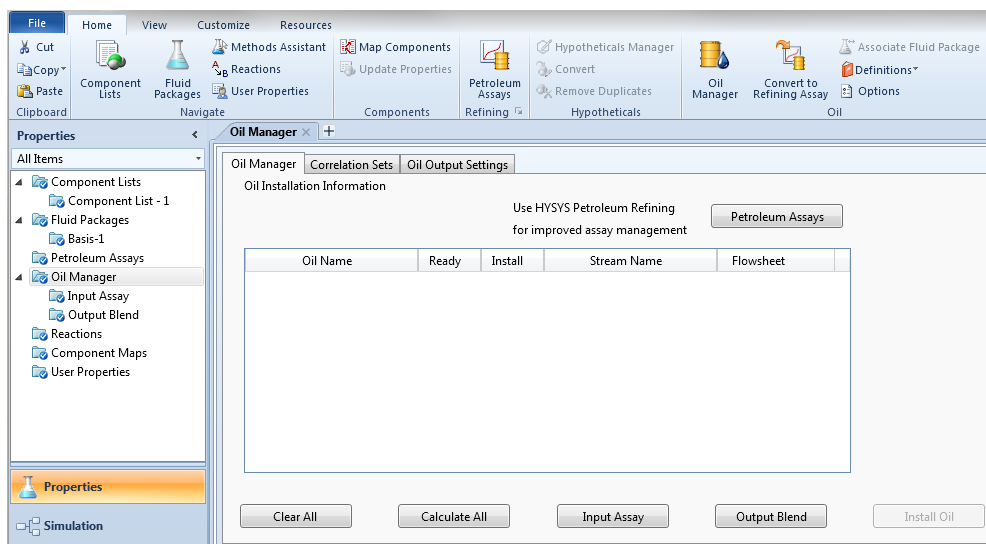 File Home View Customize Resources
Cut
Copy
Paste
Clipboard
Component Lists
Fluid Packages
Methods Assistant
Reactions
User Properties
Navigate
Map Components
Update Properties
Components
Petroleum Assays
Refining
Hypotheticals Manager
Convert
Remove Duplicates
Hypotheticals
Oil Manager
Convert to Refining Assay
Associate Fluid Package
Definitions
Options
Oil
Properties <
All Items
Component Lists
Component List - 1
Fluid Packages
Basis-1
Petroleum Assays
Oil Manager
Input Assay
Output Blend
Reactions
Component Maps
User Properties
Properties
Simulation
Oil Manager × +
Oil Manager Correlation Sets Oil Output Settings
Oil Installation Information
Use HYSYS Petroleum Refining
for improved assay management
Petroleum Assays
Oil Name Ready Install Stream Name Flowsheet
Clear All Calculate All Input Assay Output Blend Install Oil